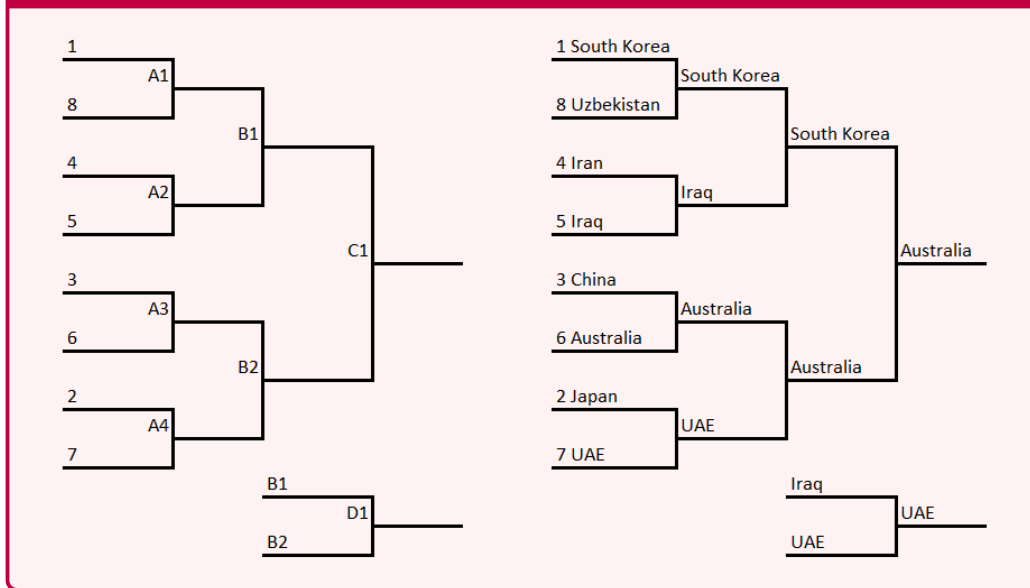 1
A1
8
B1
4
A2
5
C1
3
A3
6
B2
2
A4
7
B1
D1
B2
1 South Korea
South Korea
8 Uzbekistan
South Korea
4 Iran
Iraq
5 Iraq
Australia
3 China
Australia
6 Australia
Australia
2 Japan
UAE
7 UAE
Iraq
UAE
UAE